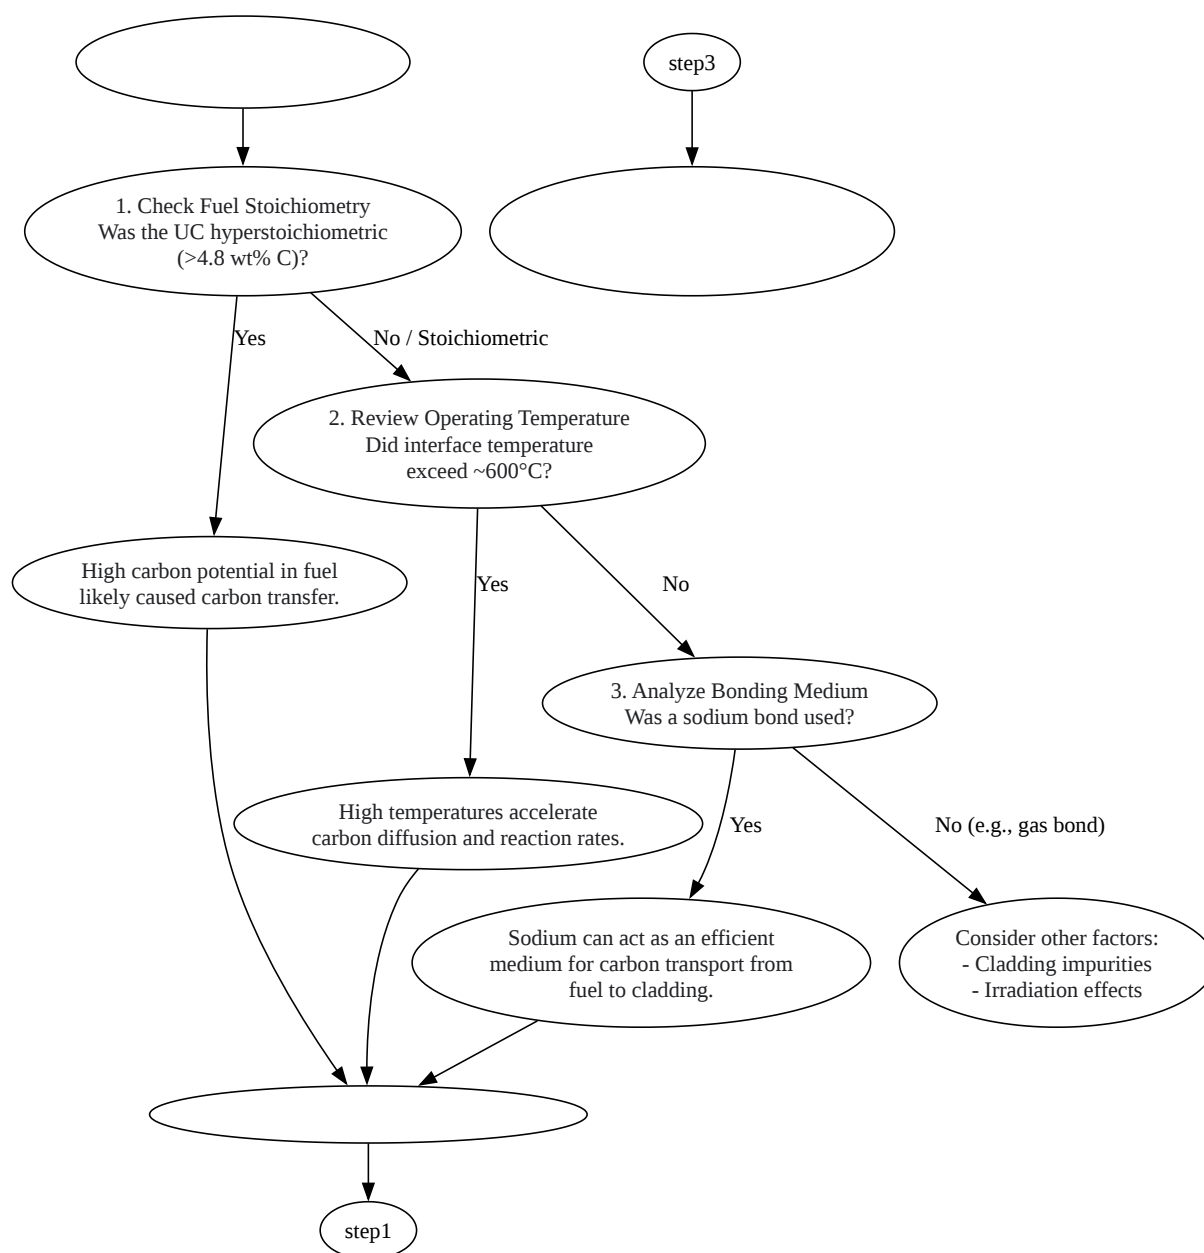 step3
1. Check Fuel Stoichiometry
Was the UC hyperstoichiometric
(>4.8 wt% C)?
Yes
No / Stoichiometric
2. Review Operating Temperature
Did interface temperature
exceed ~600°C?
High carbon potential in fuel
likely caused carbon transfer.
Yes
No
3. Analyze Bonding Medium
Was a sodium bond used?
High temperatures accelerate
carbon diffusion and reaction rates.
Yes
No (e.g., gas bond)
Sodium can act as an efficient
medium for carbon transport from
fuel to cladding.
Consider other factors:
- Cladding impurities
- Irradiation effects
step1